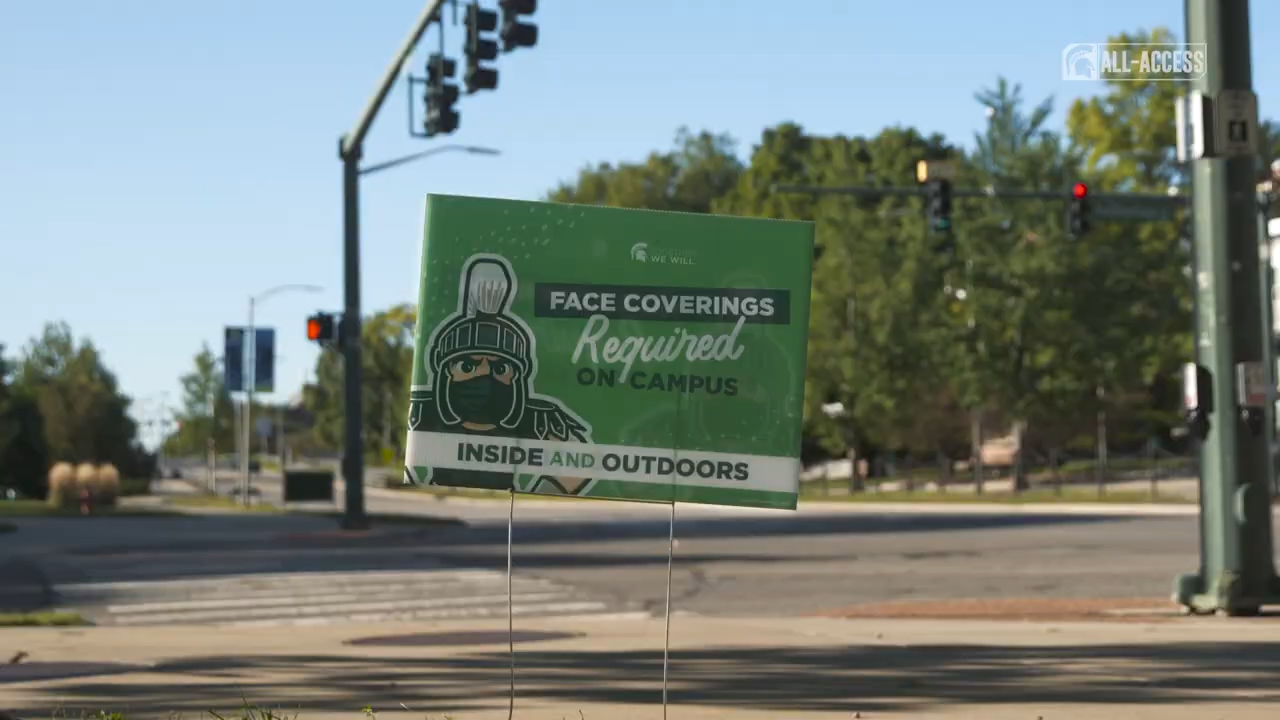 ALL-ACCESS
WE WILL.
FACE COVERINGS
Required
ON CAMPUS
INSIDE AND OUTDOORS